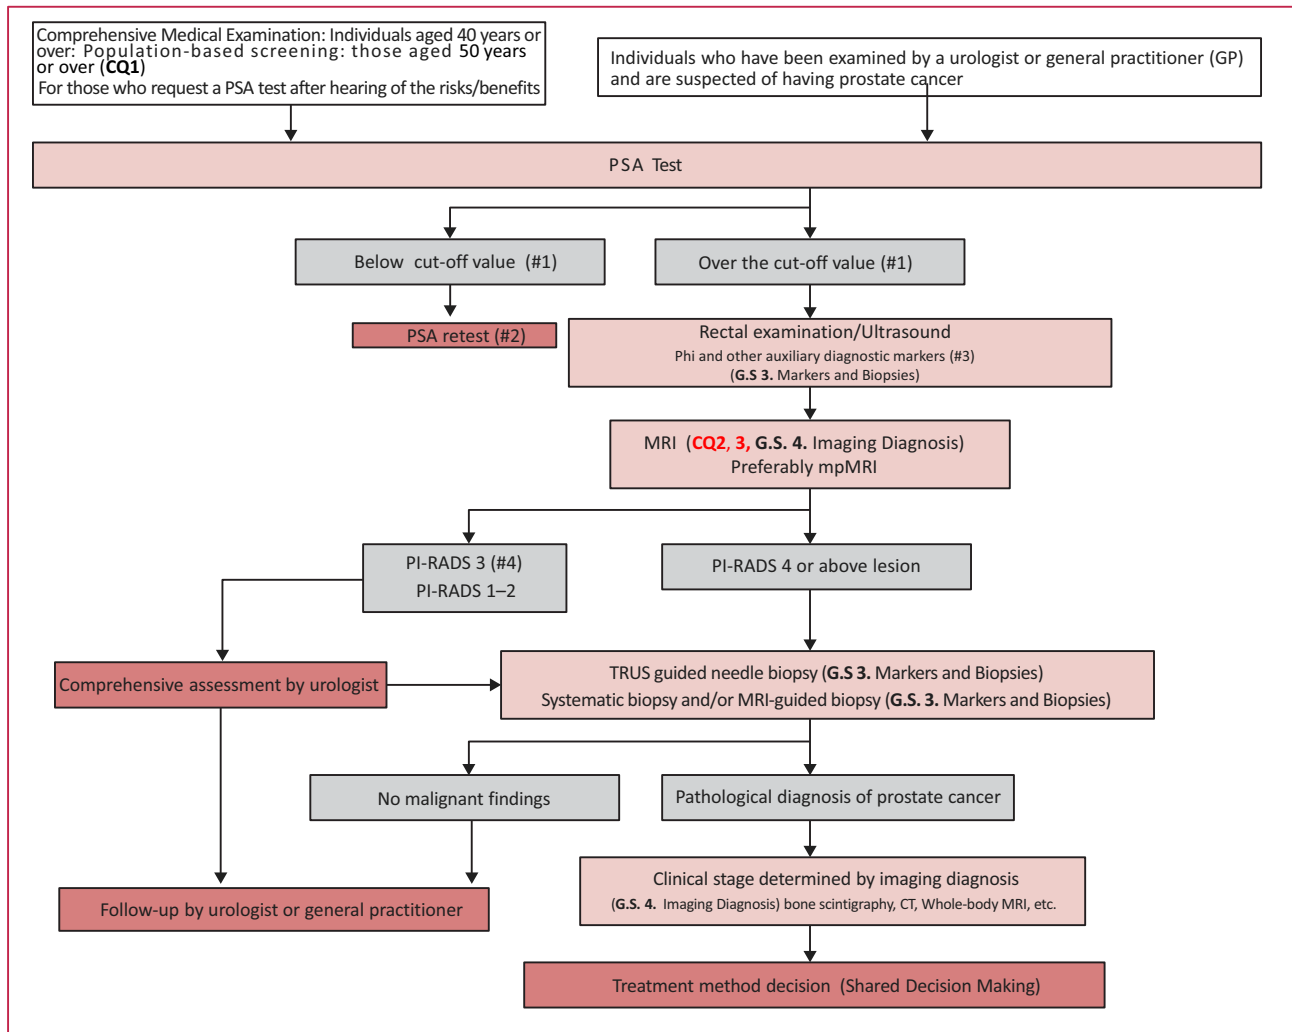 Comprehensive Medical Examination: Individuals aged 40 years or
over: Population-based screening: those aged 50 years
or over (CQ1)
For those who request a PSA test after hearing of the risks/benefits
Individuals who have been examined by a urologist or general practitioner (GP)
and are suspected of having prostate cancer
PSA Test
Below cut-off value (#1)
Over the cut-off value (#1)
PSA retest (#2)
Rectal examination/Ultrasound
Phi and other auxiliary diagnostic markers (#3)
(G.S 3. Markers and Biopsies)
MRI (CQ2, 3, G.S. 4. Imaging Diagnosis)
Preferably mpMRI
PI-RADS 3 (#4)
PI-RADS 1–2
PI-RADS 4 or above lesion
Comprehensive assessment by urologist
TRUS guided needle biopsy (G.S 3. Markers and Biopsies)
Systematic biopsy and/or MRI-guided biopsy (G.S. 3. Markers and Biopsies)
No malignant findings
Pathological diagnosis of prostate cancer
Clinical stage determined by imaging diagnosis
(G.S. 4. Imaging Diagnosis) bone scintigraphy, CT, Whole-body MRI, etc.
Follow-up by urologist or general practitioner
Treatment method decision (Shared Decision Making)